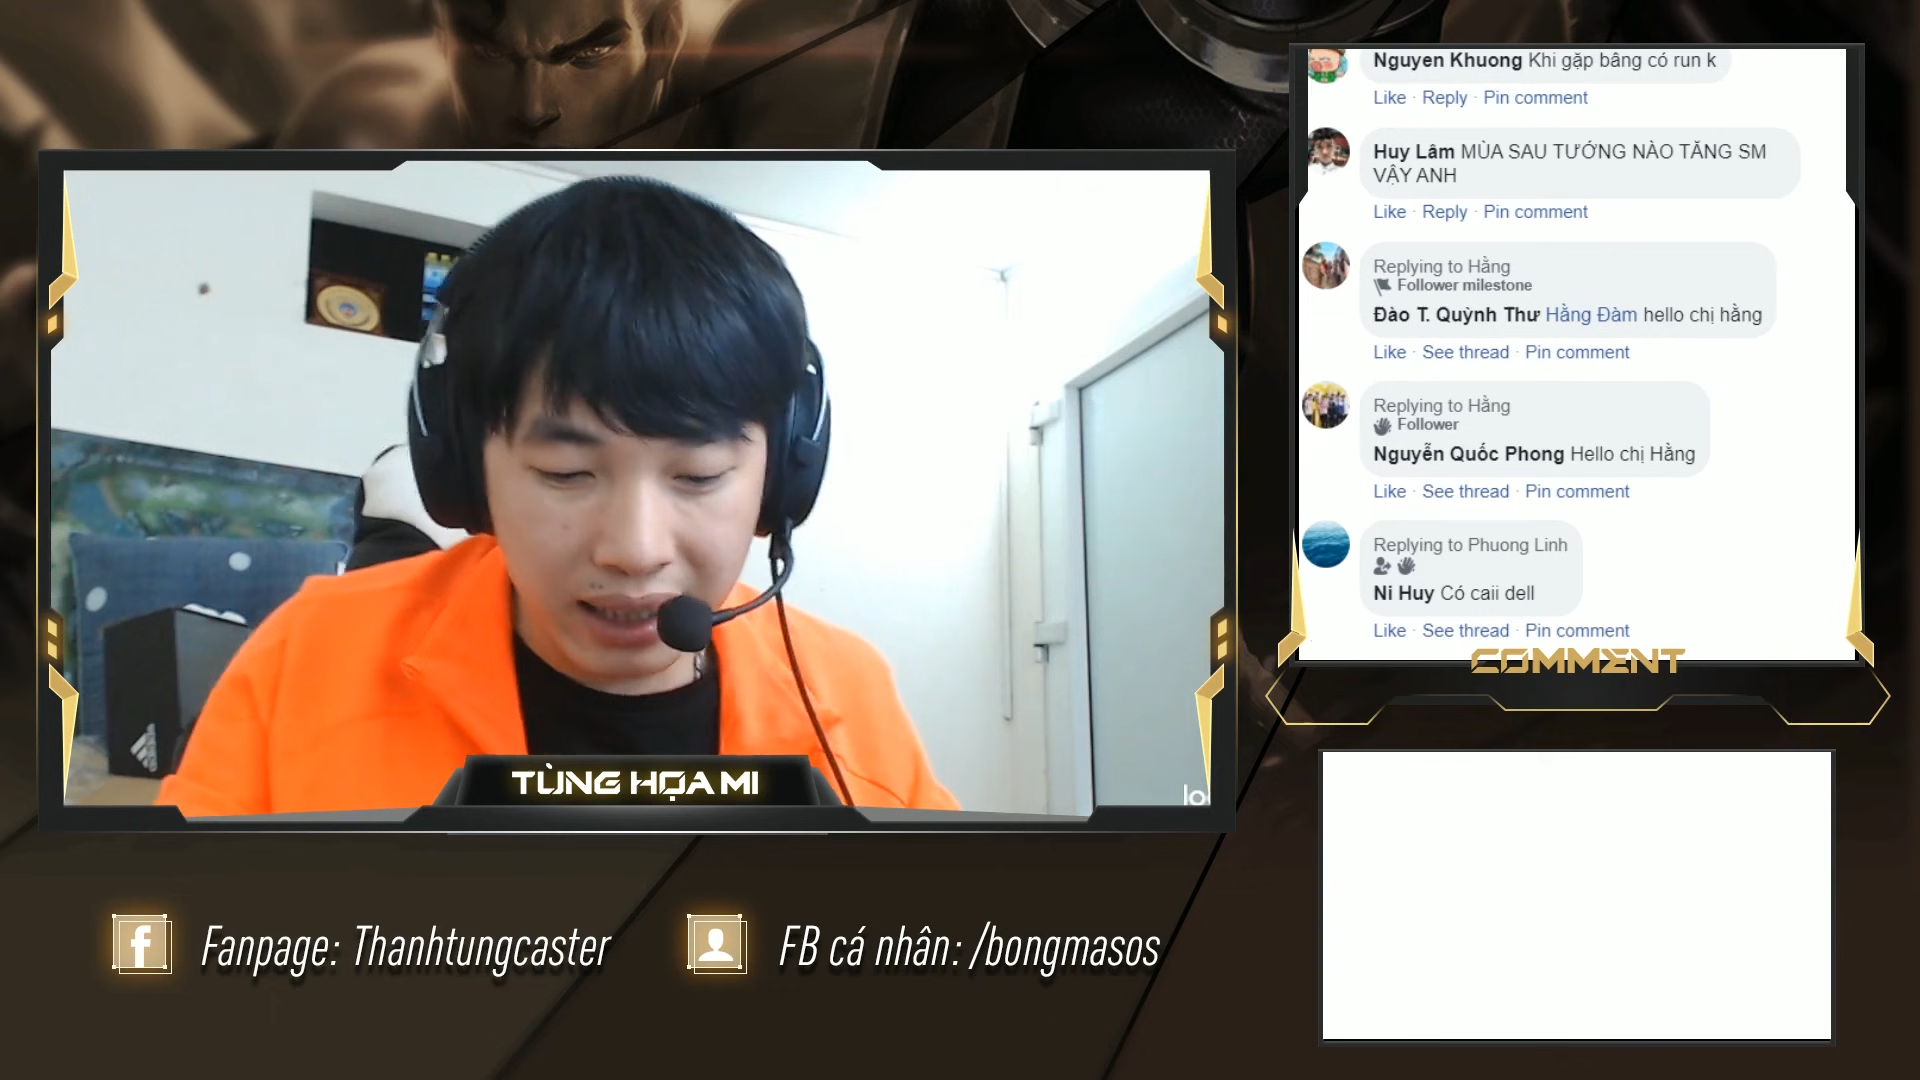 Nguyen Khuong Khi gặp bâng có run k
Like · Reply · Pin comment
Huy Lâm MÙA SAU TƯỚNG NÀO TĂNG SM
VẬY ANH
Like · Reply · Pin comment
Replying to Hằng
Follower milestone
Đào T. Quỳnh Thư Hằng Đàm hello chị hằng
Like · See thread · Pin comment
Replying to Hằng
Follower
Nguyễn Quốc Phong Hello chị Hằng
Like · See thread · Pin comment
Replying to Phuong Linh
Ni Huy Có caii dell
Like · See thread · Pin comment
COMMENT
adidas
TÙNG HỌA MI
lo
Fanpage: Thanhtungcaster
FB cá nhân: /bongmasos